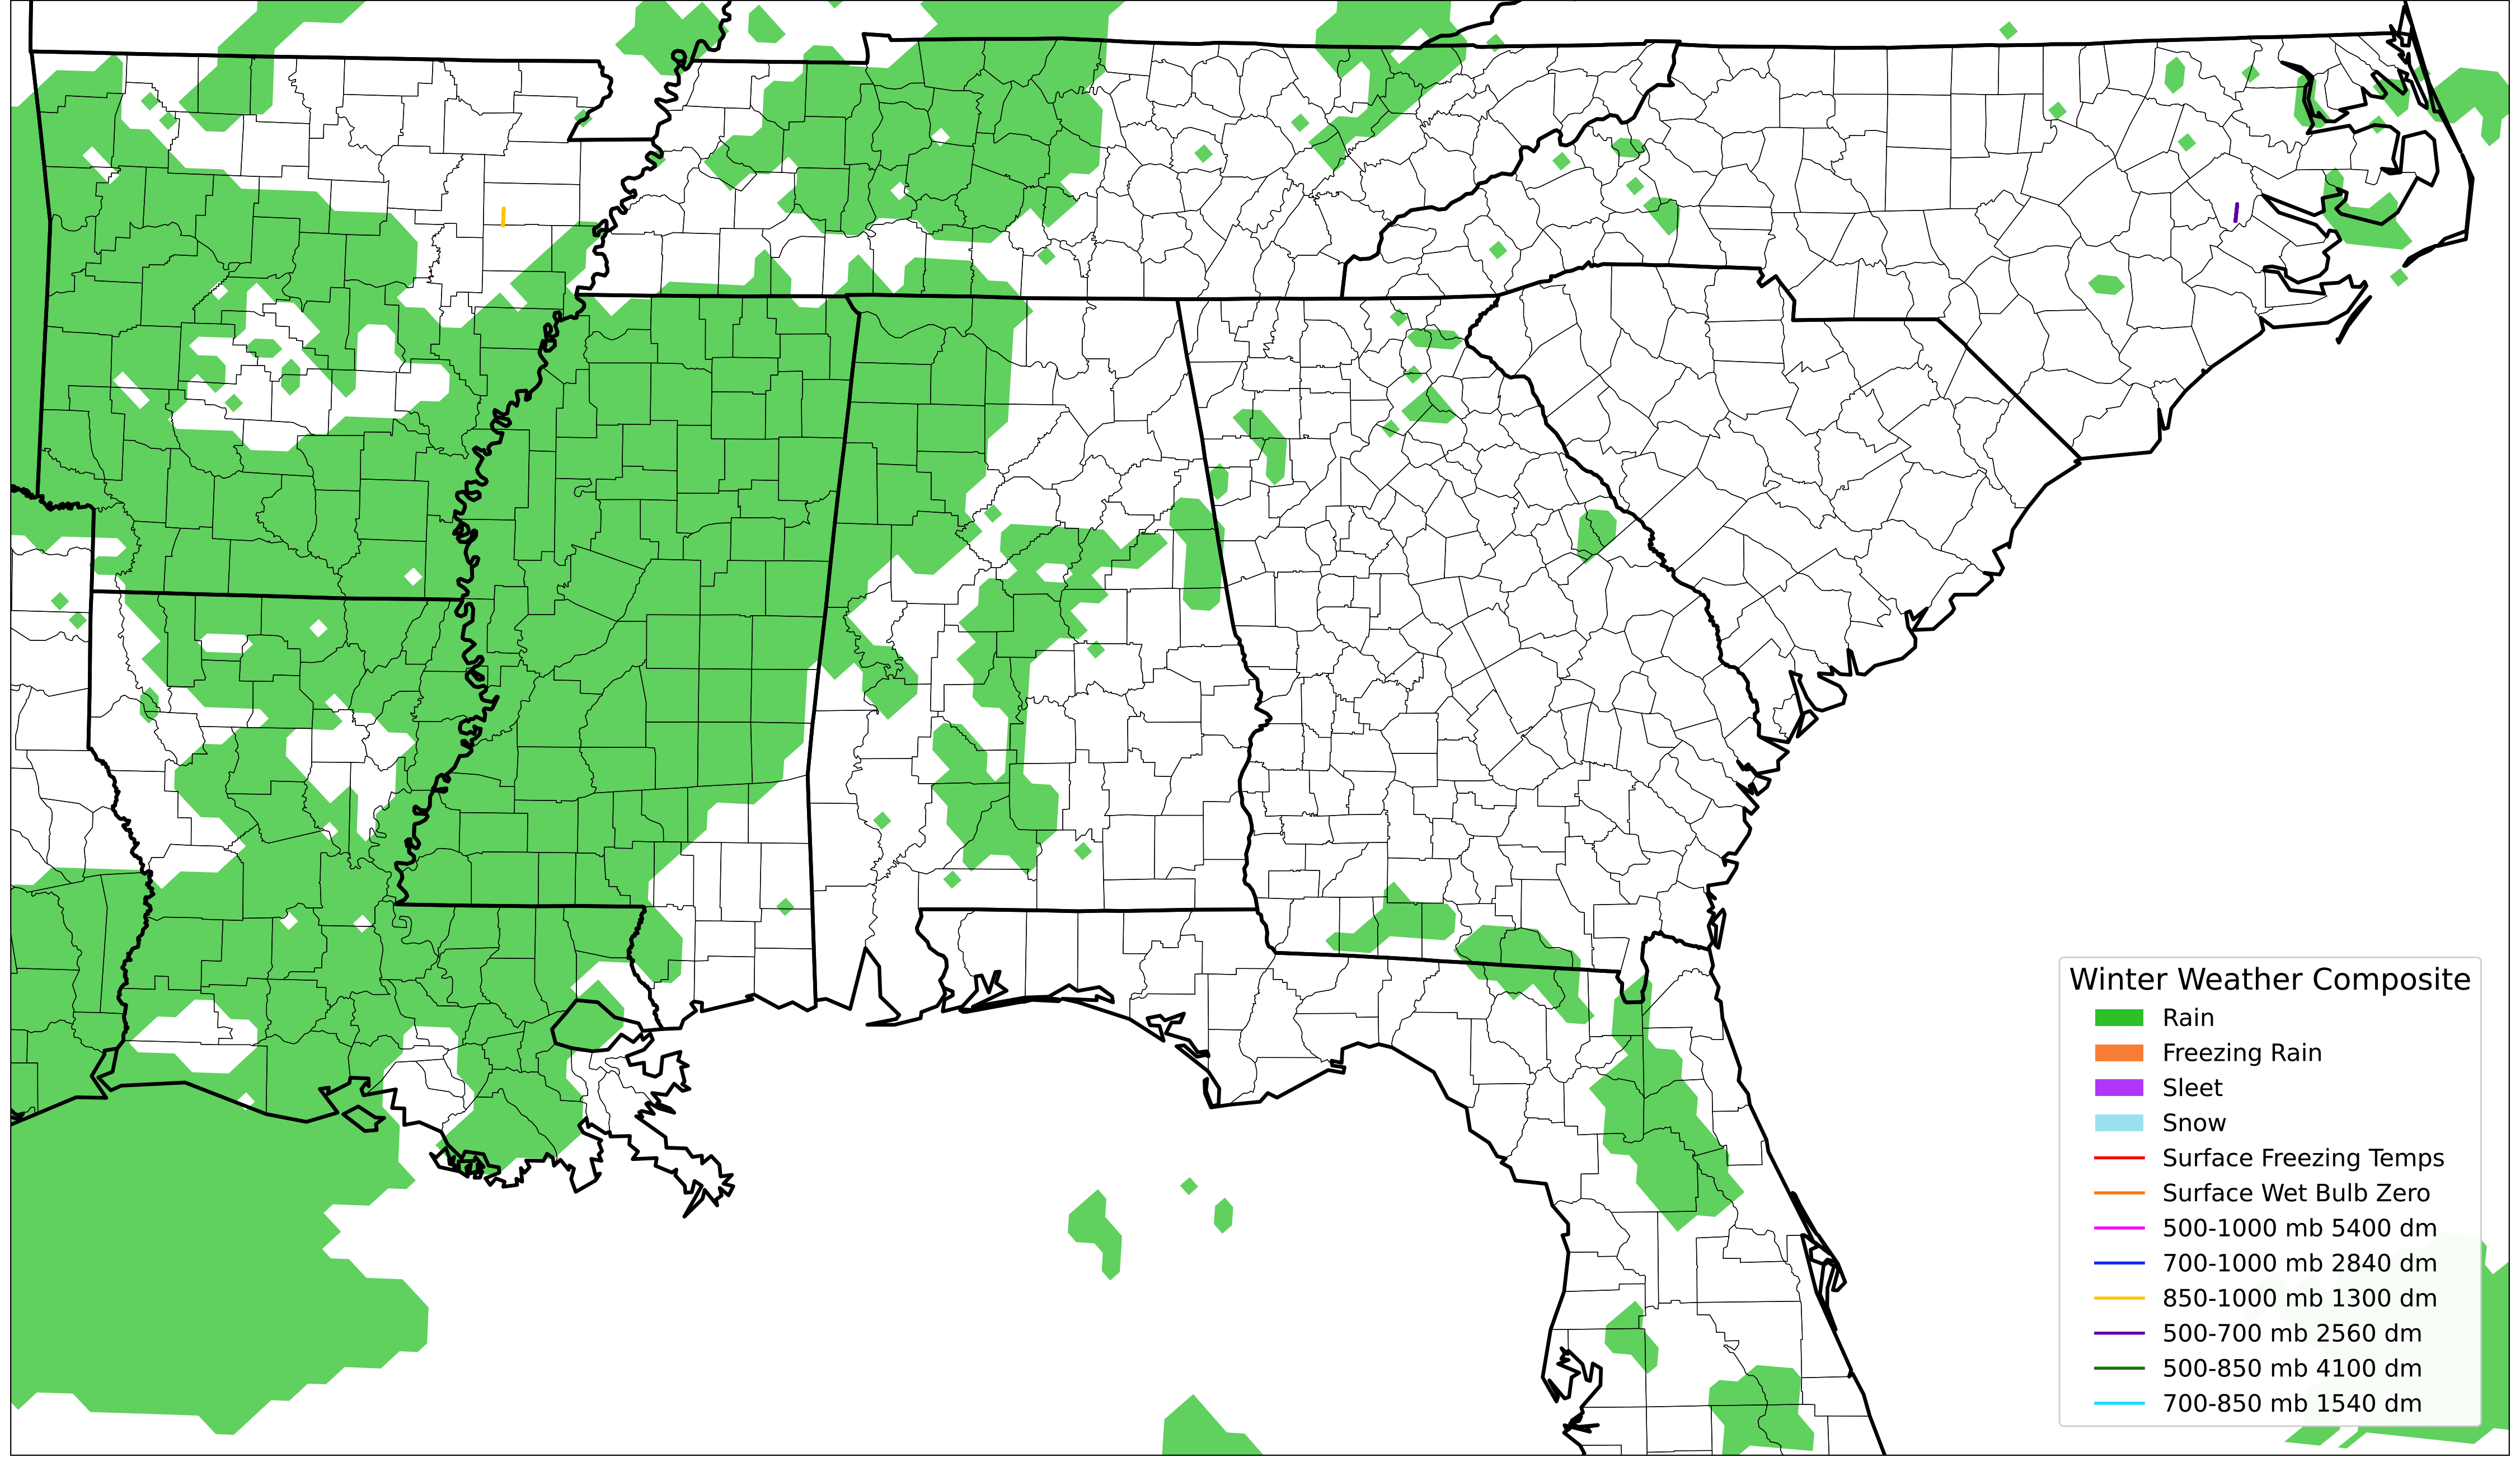 Winter Weather Composite
Rain
Freezing Rain
Sleet
Snow
Surface Freezing Temps
Surface Wet Bulb Zero
500-1000 mb 5400 dm
700-1000 mb 2840 dm
850-1000 mb 1300 dm
500-700 mb 2560 dm
500-850 mb 4100 dm
700-850 mb 1540 dm